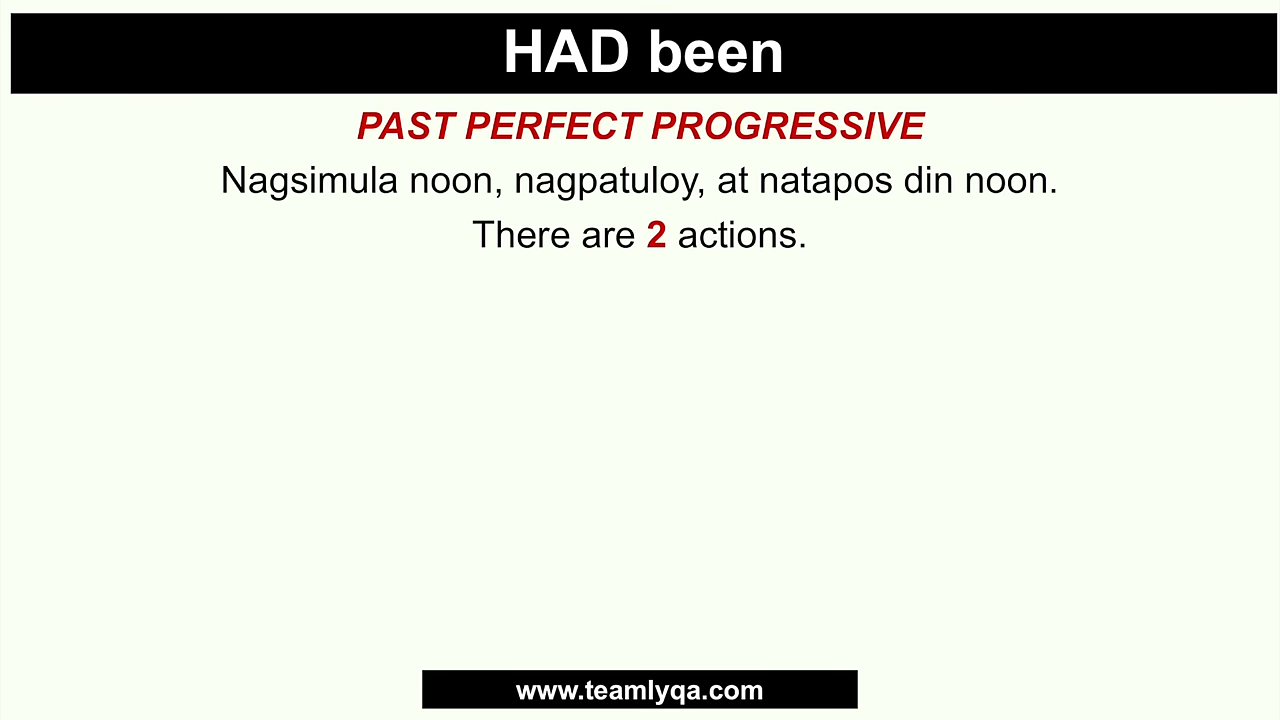 HAD been
PAST PERFECT PROGRESSIVE
Nagsimula noon, nagpatuloy, at natapos din noon.
There are 2 actions.
www.teamlyqa.com